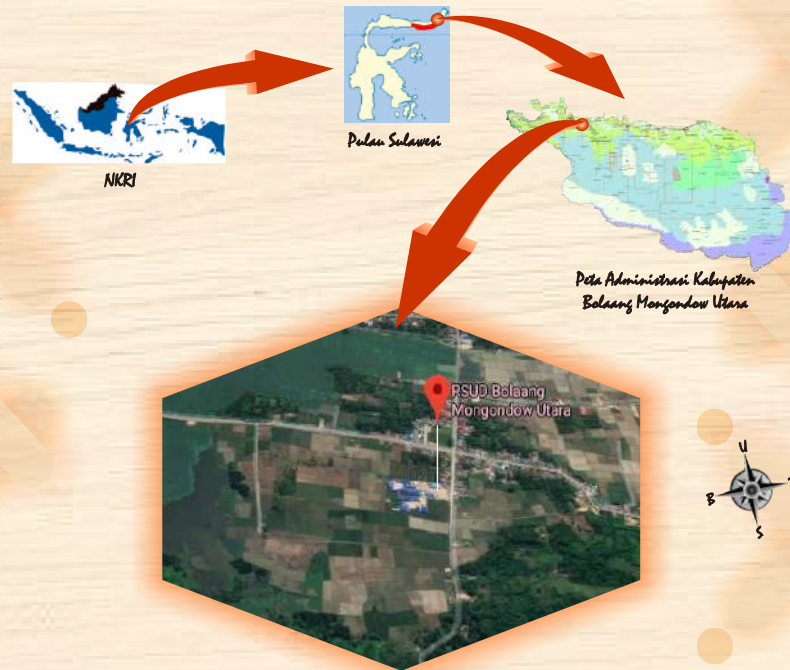 NKRI
Pulau Sulawesi
Peta Administrasi Kabupaten
Bolaang Mongondow Utara
RSUD Bolaang
Mongondow Utara
U
B
S